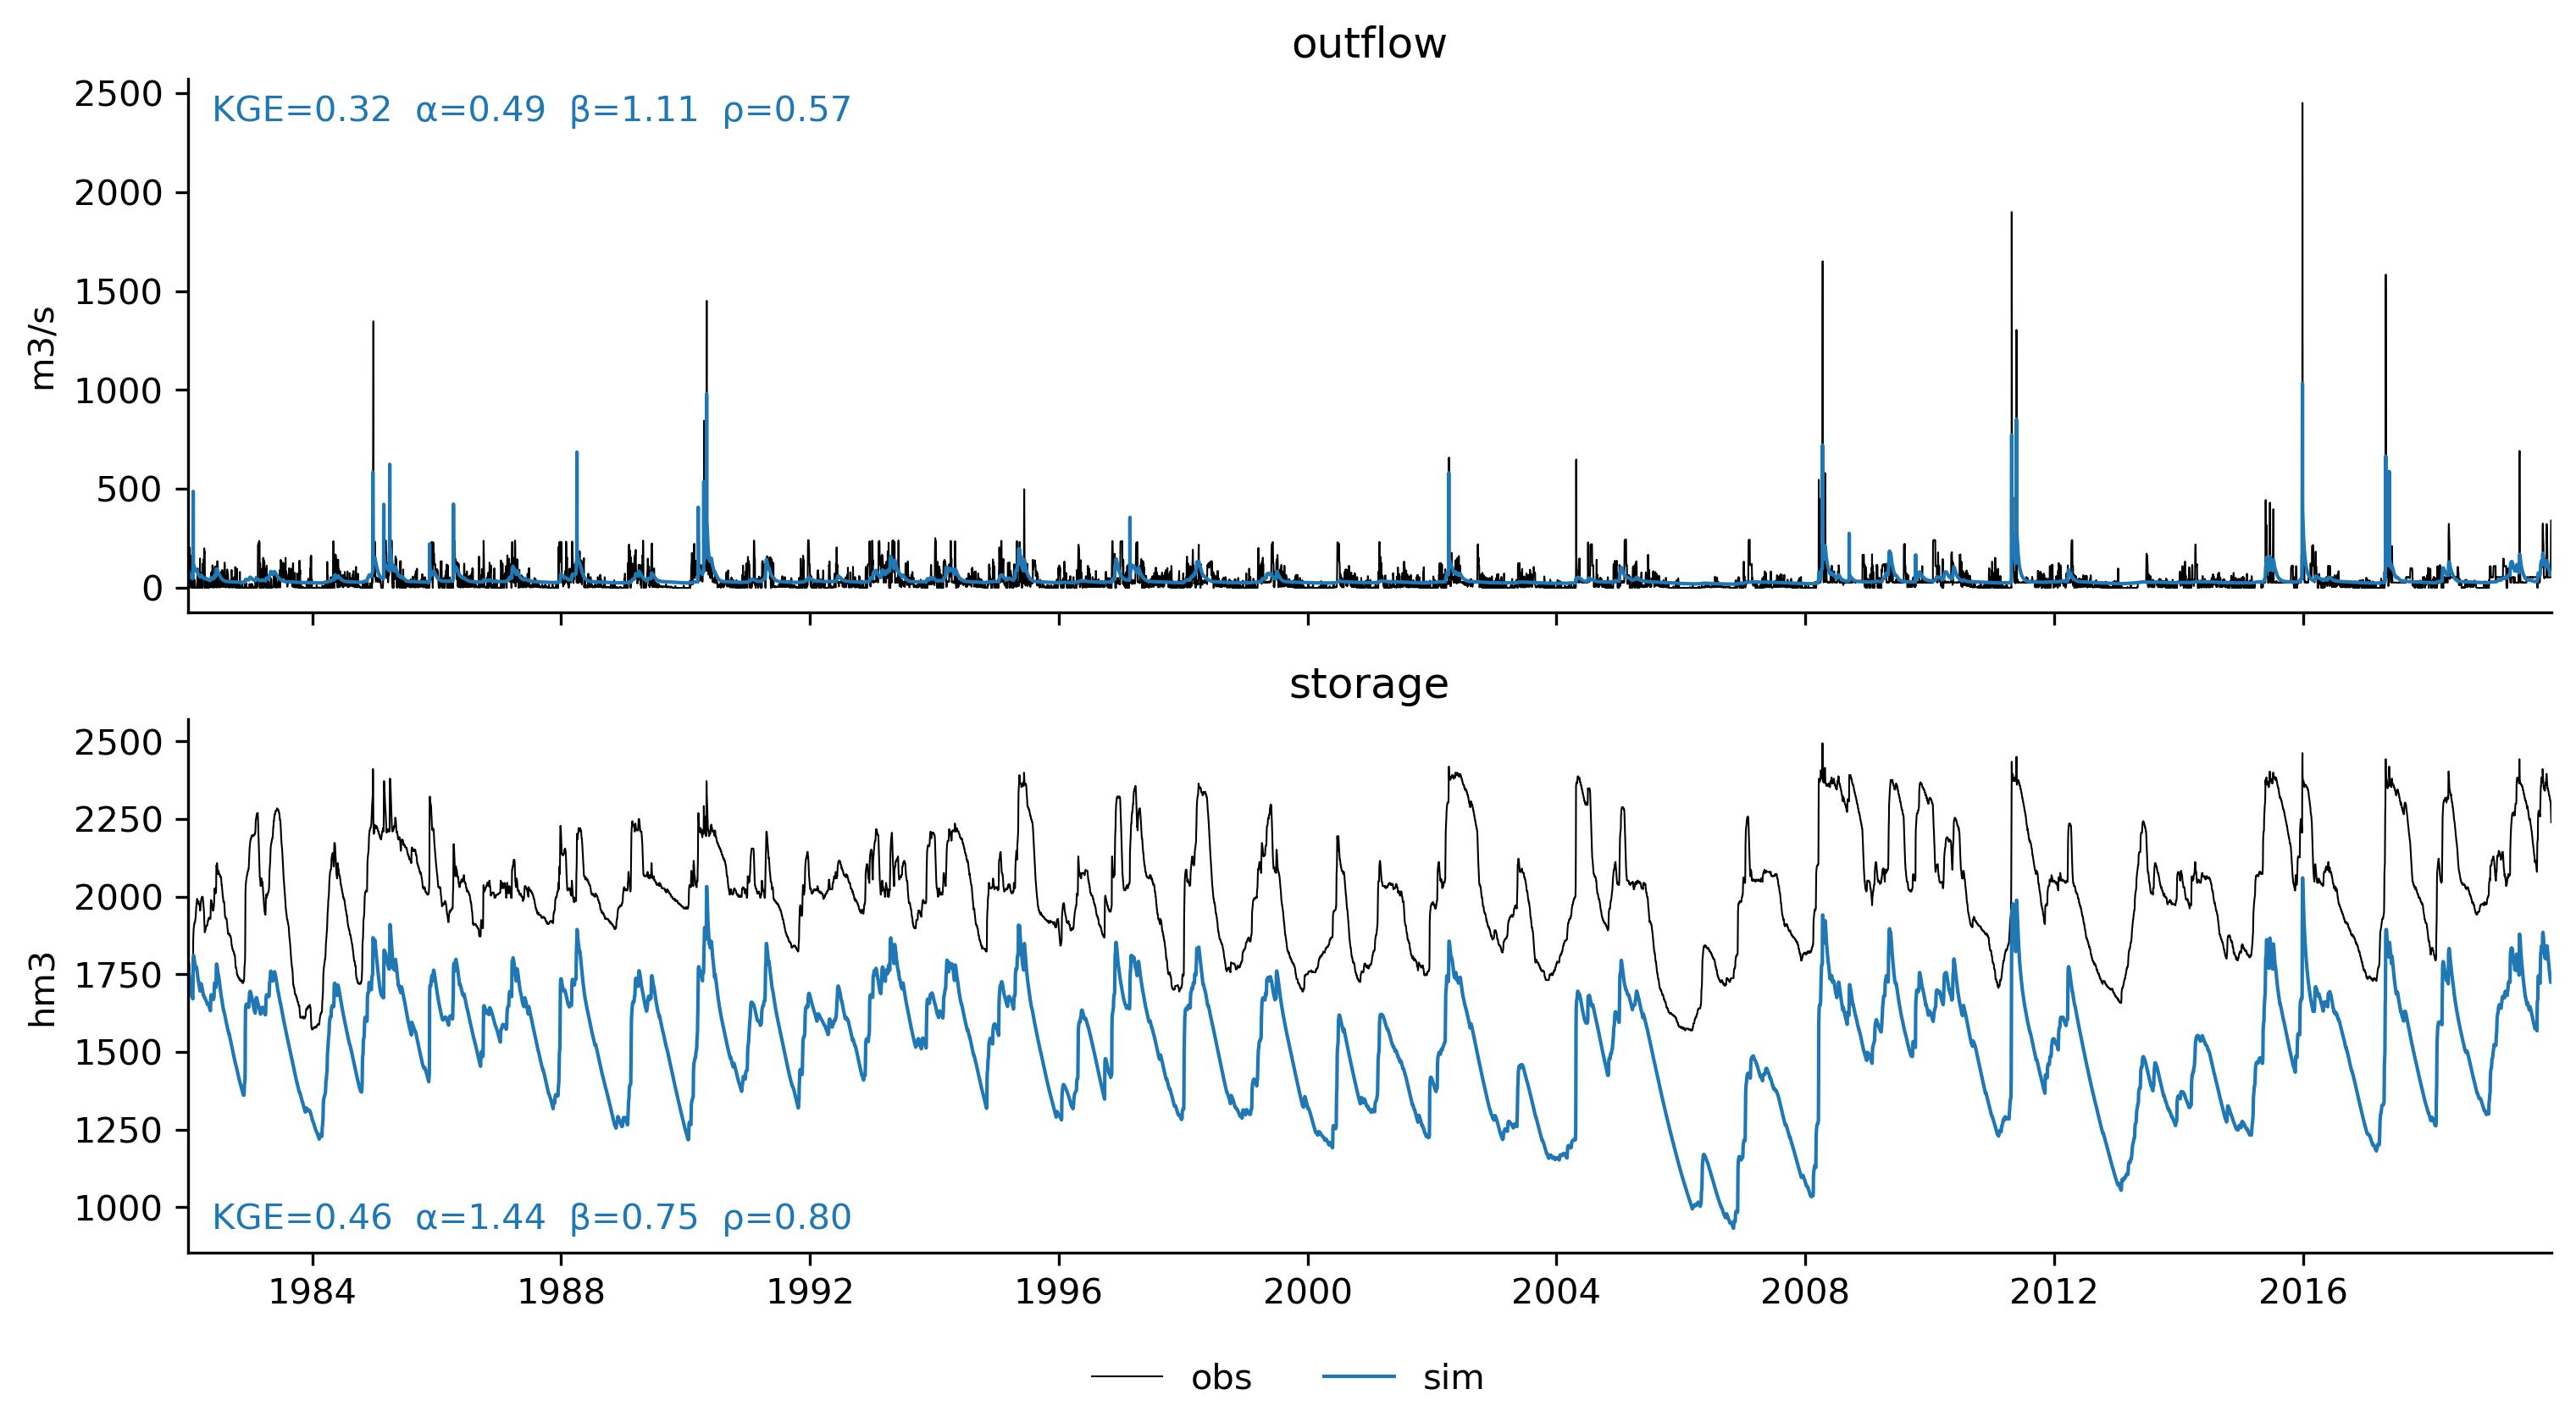 outflow
2500
2000
1500
1000
500
0
m3/s
KGE=0.32 α=0.49 β=1.11 ρ=0.57
storage
2500
2250
2000
1750
1500
1250
1000
hm3
KGE=0.46 α=1.44 β=0.75 ρ=0.80
1984 1988 1992 1996 2000 2004 2008 2012 2016
obs sim